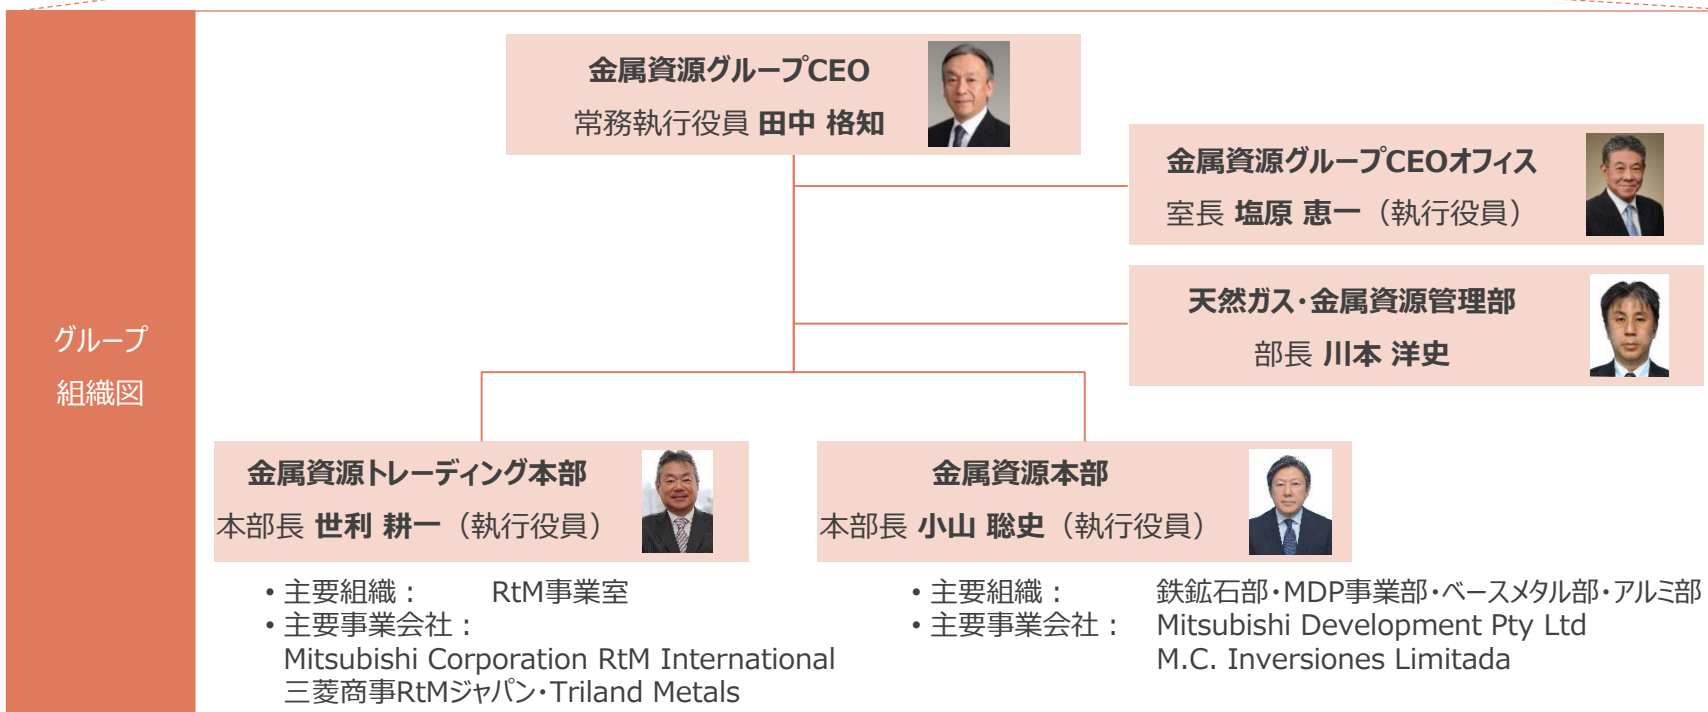 グループ
組織図
金属資源グループCEO
常務執行役員 田中 格知
金属資源グループCEOオフィス
室長 塩原 恵一（執行役員）
天然ガス・金属資源管理部
部長 川本 洋史
金属資源トレーディング本部
本部長 世利 耕一（執行役員）
• 主要組織： RtM事業室
• 主要事業会社：
Mitsubishi Corporation RtM International
三菱商事RtMジャパン・Triland Metals
金属資源本部
本部長 小山 聡史（執行役員）
• 主要組織： 鉄鉱石部・MDP事業部・ベースメタル部・アルミ部
• 主要事業会社： Mitsubishi Development Pty Ltd
M.C. Inversiones Limitada